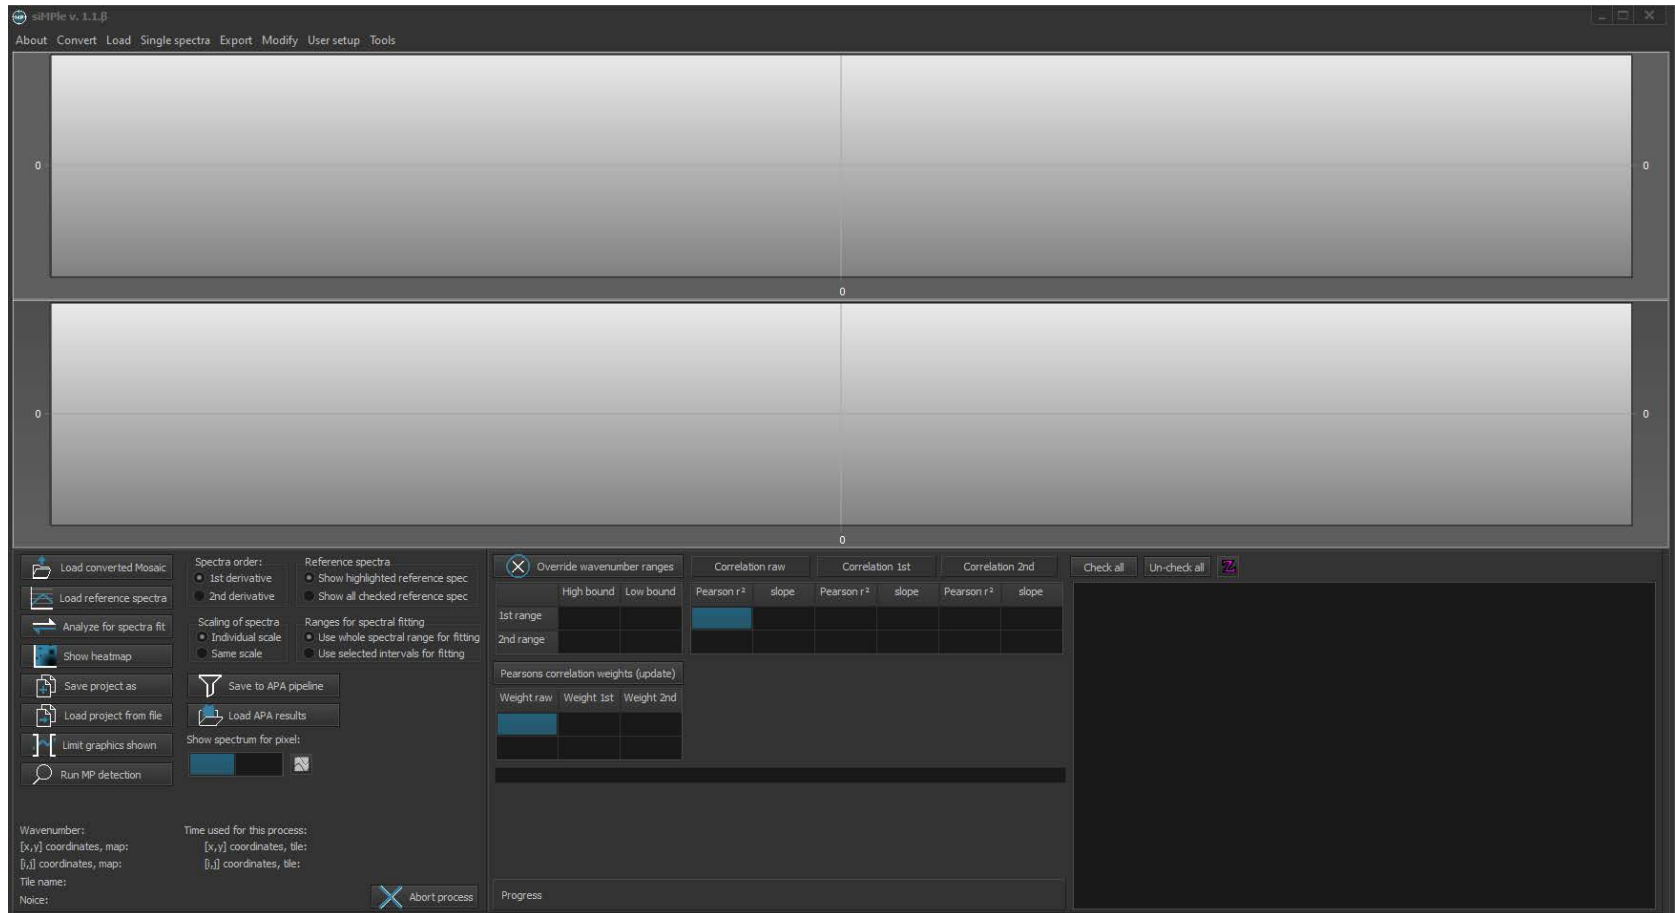 siMPle v. 1.1.β
About Convert Load Single spectra Export Modify User setup Tools
0 0
0
0 0
0
Load converted Mosaic
Load reference spectra
Analyze for spectra fit
Show heatmap
Save project as
Load project from file
Limit graphics shown
Run MP detection
Spectra order:
1st derivative
2nd derivative
Reference spectra
Show highlighted reference spec
Show all checked reference spec
Scaling of spectra
Individual scale
Same scale
Ranges for spectral fitting
Use whole spectral range for fitting
Use selected intervals for fitting
Save to APA pipeline
Load APA results
Show spectrum for pixel:
Wavenumber:
[x,y] coordinates, map:
[i,j] coordinates, map:
Tile name:
Noice:
Time used for this process:
[x,y] coordinates, tile:
[i,j] coordinates, tile:
Abort process
Override wavenumber ranges
High bound Low bound
1st range
2nd range
Correlation raw Correlation 1st Correlation 2nd
Pearson r² slope Pearson r² slope Pearson r² slope
Pearsons correlation weights (update)
Weight raw Weight 1st Weight 2nd
Progress
Check all Un-check all Z